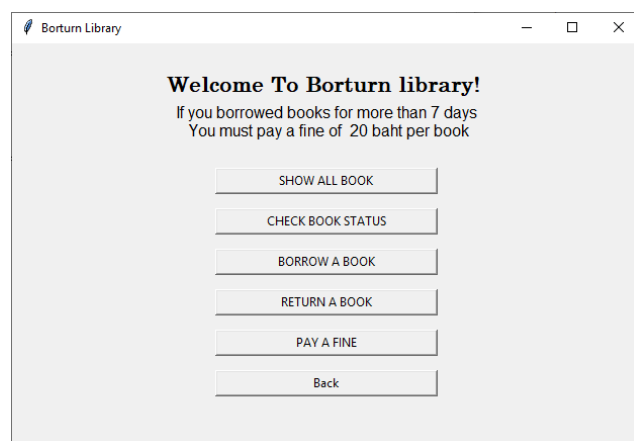 Borturn Library
Welcome To Borturn library!
If you borrowed books for more than 7 days
You must pay a fine of 20 baht per book
SHOW ALL BOOK
CHECK BOOK STATUS
BORROW A BOOK
RETURN A BOOK
PAY A FINE
Back